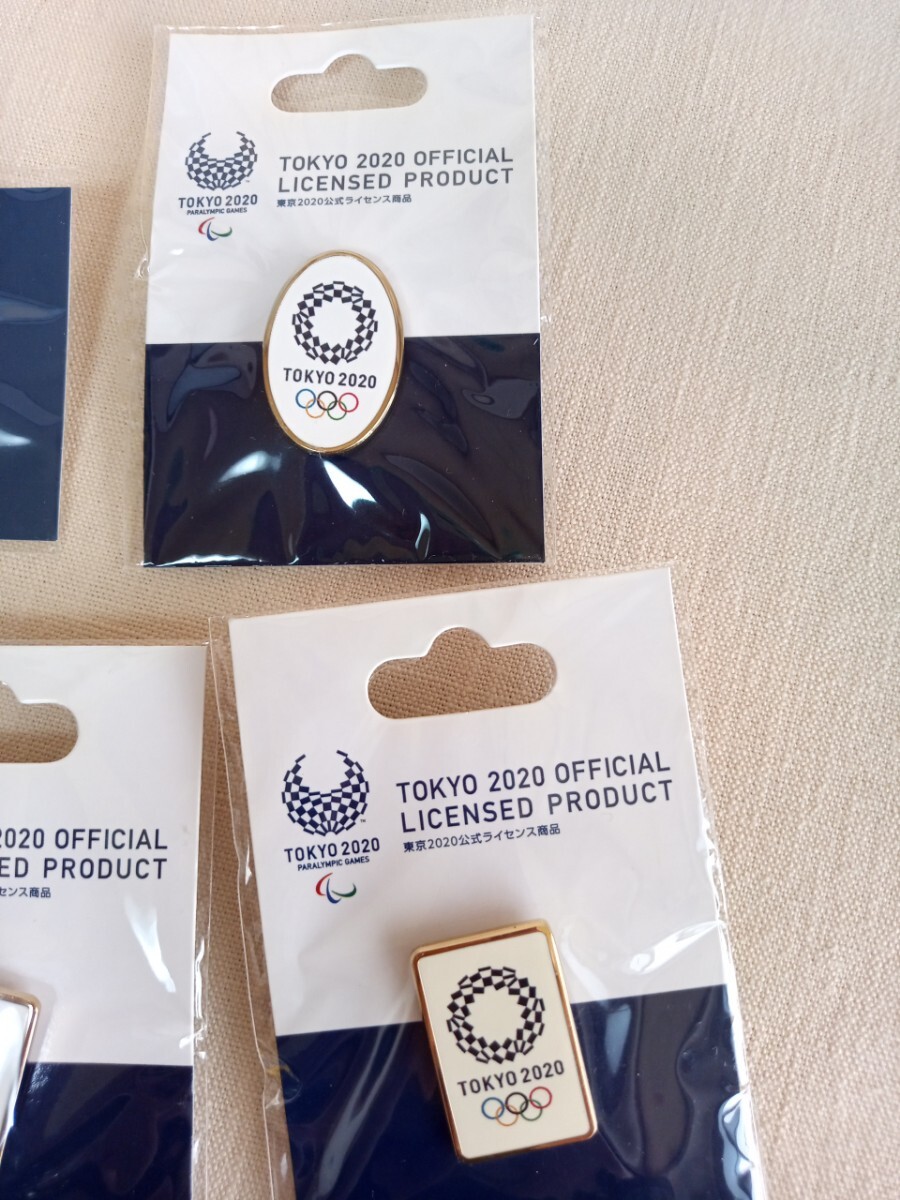 TOKYO 2020
PARALYMPIC GAMES
TOKYO 2020 OFFICIAL
LICENSED PRODUCT
東京2020公式ライセンス商品
TOKYO 2020
2020 OFFICIAL
ED PRODUCT
センス商品
TOKYO 2020
PARALYMPIC GAMES
TOKYO 2020 OFFICIAL
LICENSED PRODUCT
東京2020公式ライセンス商品
TOKYO 2020